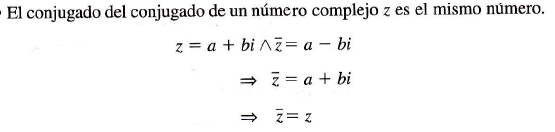 • El conjugado del conjugado de un número complejo z es el mismo número.
z = a + bi ∧ z̄ = a − bi
⇒ z̄ = a + bi
⇒ z̄ = z